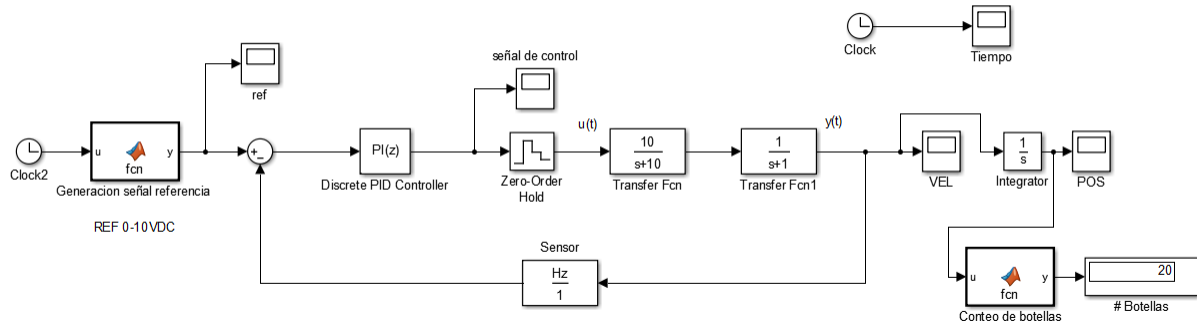 Clock
Tiempo
ref
señal de control
u(t)
y(t)
Clock2
u
fcn
y
Generacion señal referencia
REF 0-10VDC
+
-
PI(z)
Discrete PID Controller
Zero-Order
Hold
10
s+10
Transfer Fcn
1
s+1
Transfer Fcn1
VEL
1
s
Integrator
POS
Sensor
Hz
1
u
fcn
y
Conteo de botellas
20
# Botellas